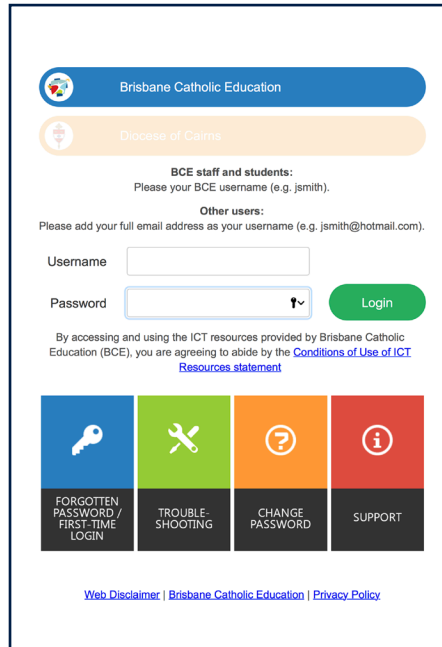 Brisbane Catholic Education
Diocese of Cairns
BCE staff and students:
Please your BCE username (e.g. jsmith).
Other users:
Please add your full email address as your username (e.g. jsmith@hotmail.com).
Username
Password
Login
By accessing and using the ICT resources provided by Brisbane Catholic
Education (BCE), you are agreeing to abide by the Conditions of Use of ICT
Resources statement
FORGOTTEN
PASSWORD /
FIRST-TIME
LOGIN
TROUBLE-
SHOOTING
CHANGE
PASSWORD
SUPPORT
Web Disclaimer | Brisbane Catholic Education | Privacy Policy